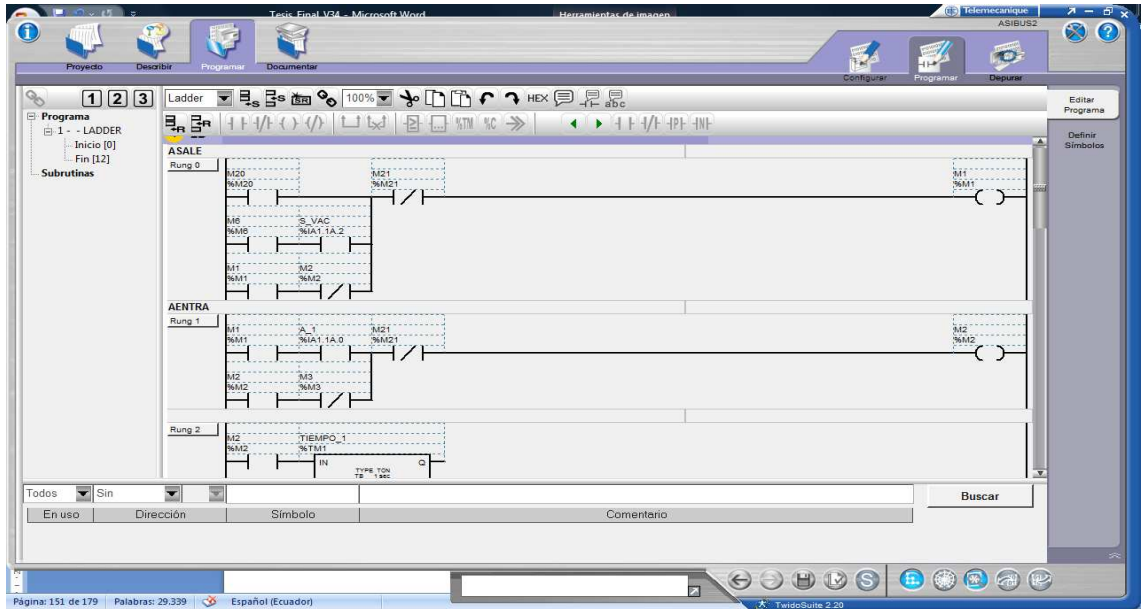 Tesis Final V34 - Microsoft Word
Herramientas de imagen
Telemecanique
ASIBUS2
Proyecto
Describir
Programar
Documentar
Configurar
Programar
Depurar
1 2 3
Ladder
100%
HEX
abc
Editar Programa
Definir Símbolos
Programa
1 - - LADDER
Inicio [0]
Fin [12]
Subrutinas
%TM %C
ASALE
Rung 0
M20
%M20
M21
%M21
M1
%M1
M6
%M6
S_VAC
%IA1.1A.2
M1
%M1
M2
%M2
AENTRA
Rung 1
M1
%M1
A_1
%IA1.1A.0
M21
%M21
M2
%M2
M2
%M2
M3
%M3
Rung 2
M2
%M2
TIEMPO_1
%TM1
IN
Q
TYPE TON
TB 1 sec
Todos
Sin
Buscar
En uso
Dirección
Símbolo
Comentario
Página: 151 de 179
Palabras: 29.339
Español (Ecuador)
TwidoSuite 2.20